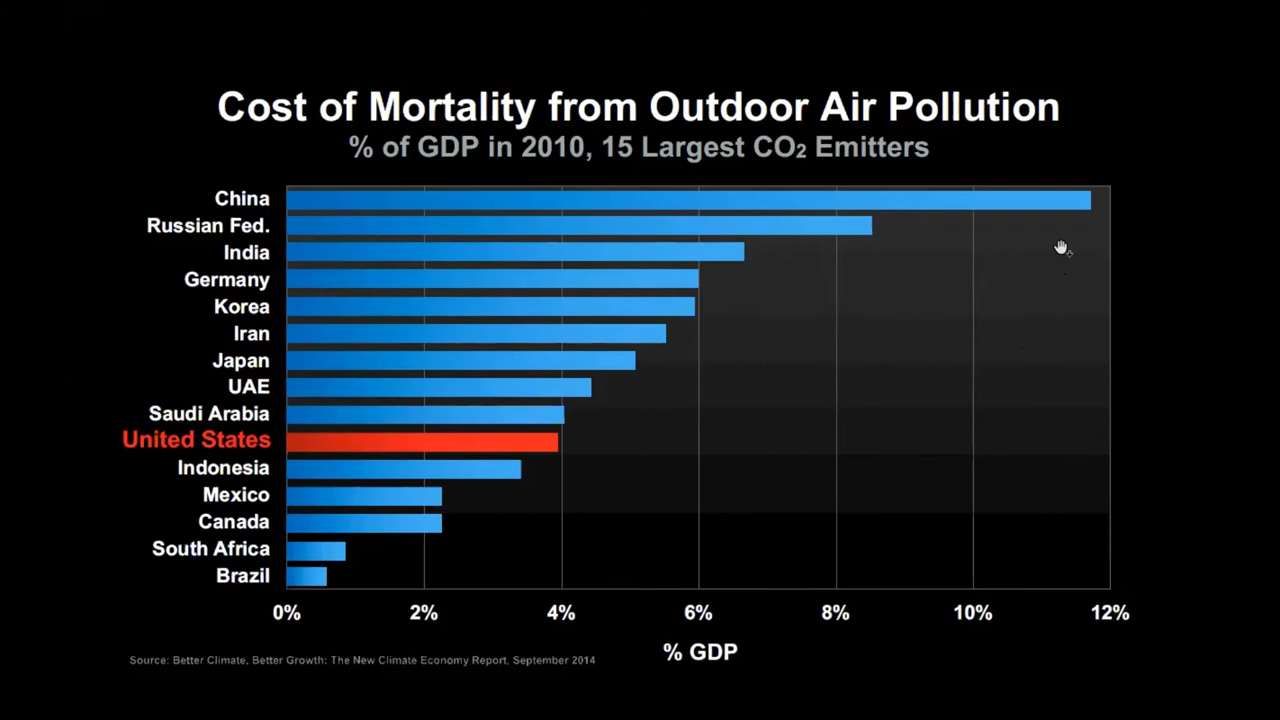 Cost of Mortality from Outdoor Air Pollution
% of GDP in 2010, 15 Largest CO₂ Emitters
China
Russian Fed.
India
Germany
Korea
Iran
Japan
UAE
Saudi Arabia
United States
Indonesia
Mexico
Canada
South Africa
Brazil
0% 2% 4% 6% 8% 10% 12%
% GDP
Source: Better Climate, Better Growth: The New Climate Economy Report, September 2014